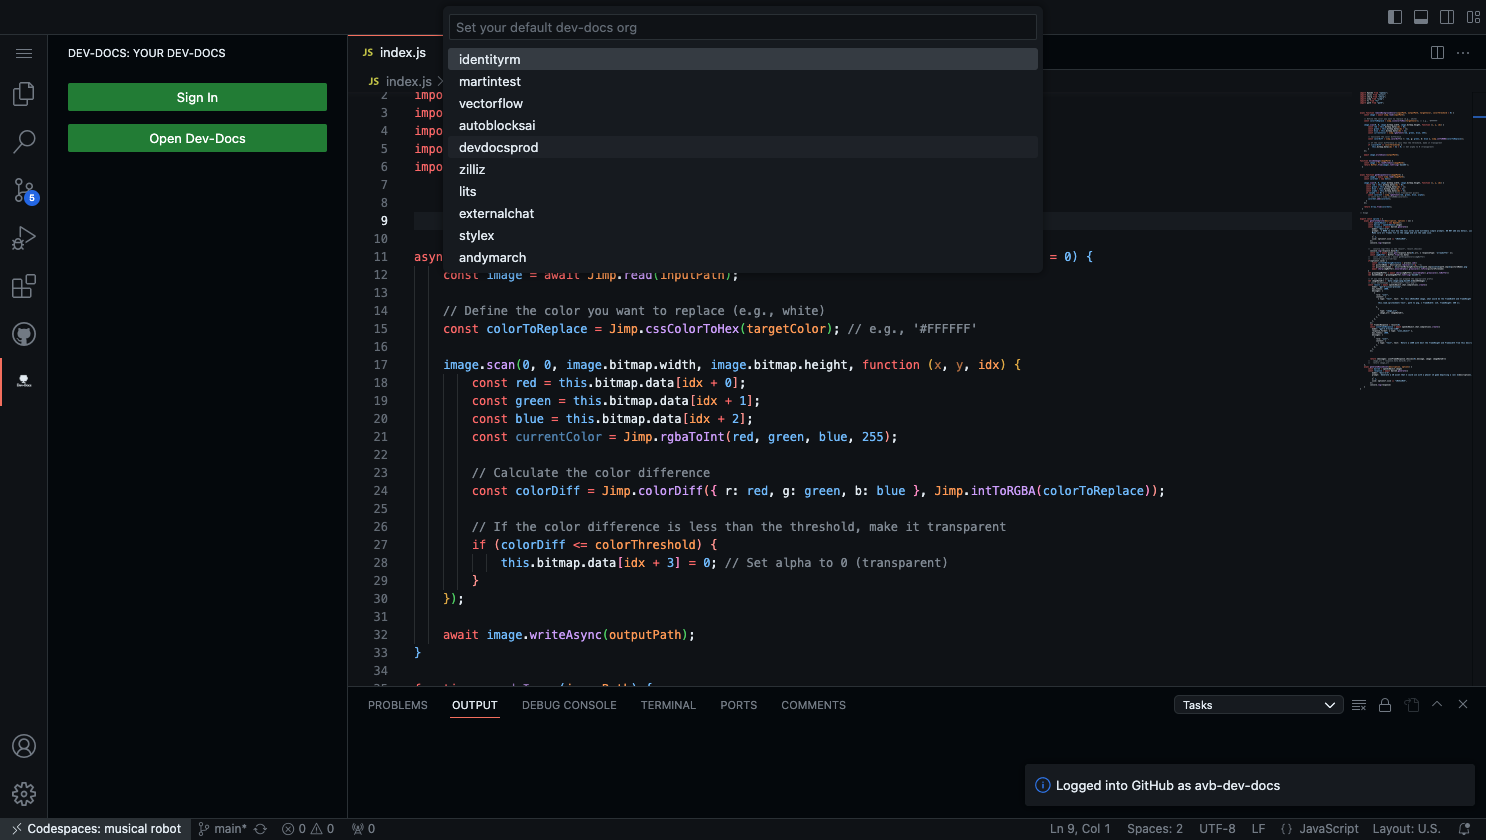 Set your default dev-docs org
identityrm
martintest
vectorflow
autoblocksai
devdocsprod
zilliz
lits
externalchat
stylex
andymarch
DEV-DOCS: YOUR DEV-DOCS
Sign In
Open Dev-Docs
5
Dev-Docs
JS index.js
JS index.js >
2 impo
3 impo
4 impo
5 impo
6 impo
7
8
9
10
11 asyn = 0) {
12 const image = await Jimp.read(inputPath);
13
14 // Define the color you want to replace (e.g., white)
15 const colorToReplace = Jimp.cssColorToHex(targetColor); // e.g., '#FFFFFF'
16
17 image.scan(0, 0, image.bitmap.width, image.bitmap.height, function (x, y, idx) {
18 const red = this.bitmap.data[idx + 0];
19 const green = this.bitmap.data[idx + 1];
20 const blue = this.bitmap.data[idx + 2];
21 const currentColor = Jimp.rgbaToInt(red, green, blue, 255);
22
23 // Calculate the color difference
24 const colorDiff = Jimp.colorDiff({ r: red, g: green, b: blue }, Jimp.intToRGBA(colorToReplace));
25
26 // If the color difference is less than the threshold, make it transparent
27 if (colorDiff <= colorThreshold) {
28 this.bitmap.data[idx + 3] = 0; // Set alpha to 0 (transparent)
29 }
30 });
31
32 await image.writeAsync(outputPath);
33 }
34
PROBLEMS OUTPUT DEBUG CONSOLE TERMINAL PORTS COMMENTS
Tasks
Logged into GitHub as avb-dev-docs
Codespaces: musical robot main* 0 0 0 Ln 9, Col 1 Spaces: 2 UTF-8 LF {} JavaScript Layout: U.S.